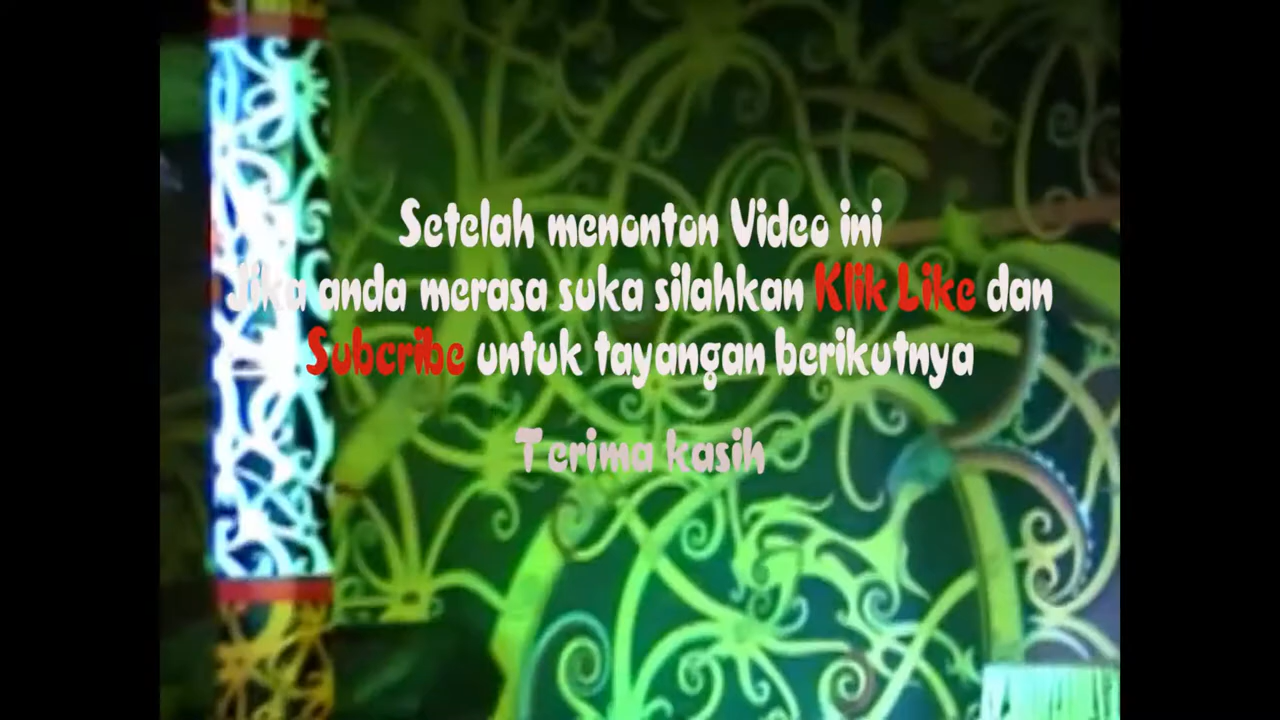 Setelah menonton Video ini
Jika anda merasa suka silahkan Klik Like dan
Subcribe untuk tayangan berikutnya
Terima kasih